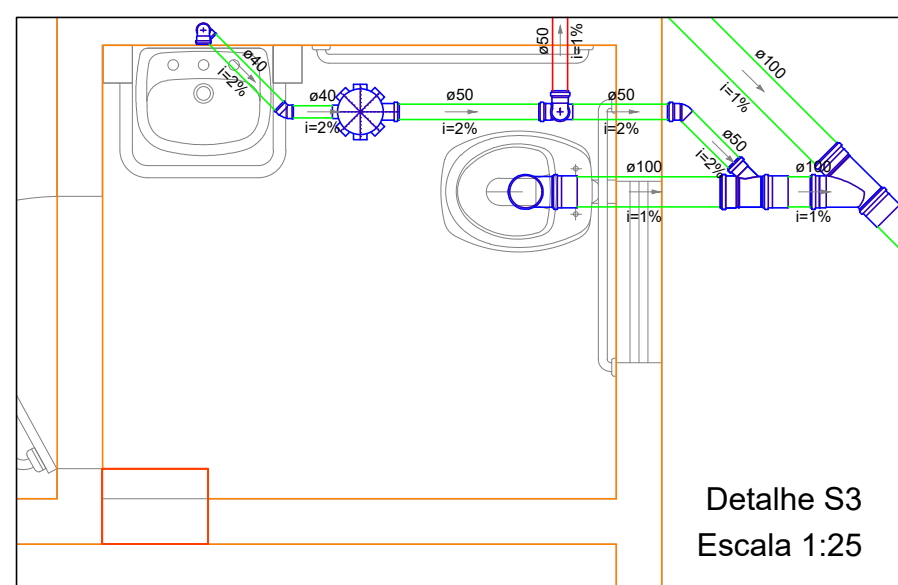 ø40
i=2%
ø40
i=2%
ø50
i=2%
ø50
i=1%
ø50
i=2%
ø50
i=2%
ø100
i=1%
ø100
i=1%
ø100
i=1%
Detalhe S3
Escala 1:25